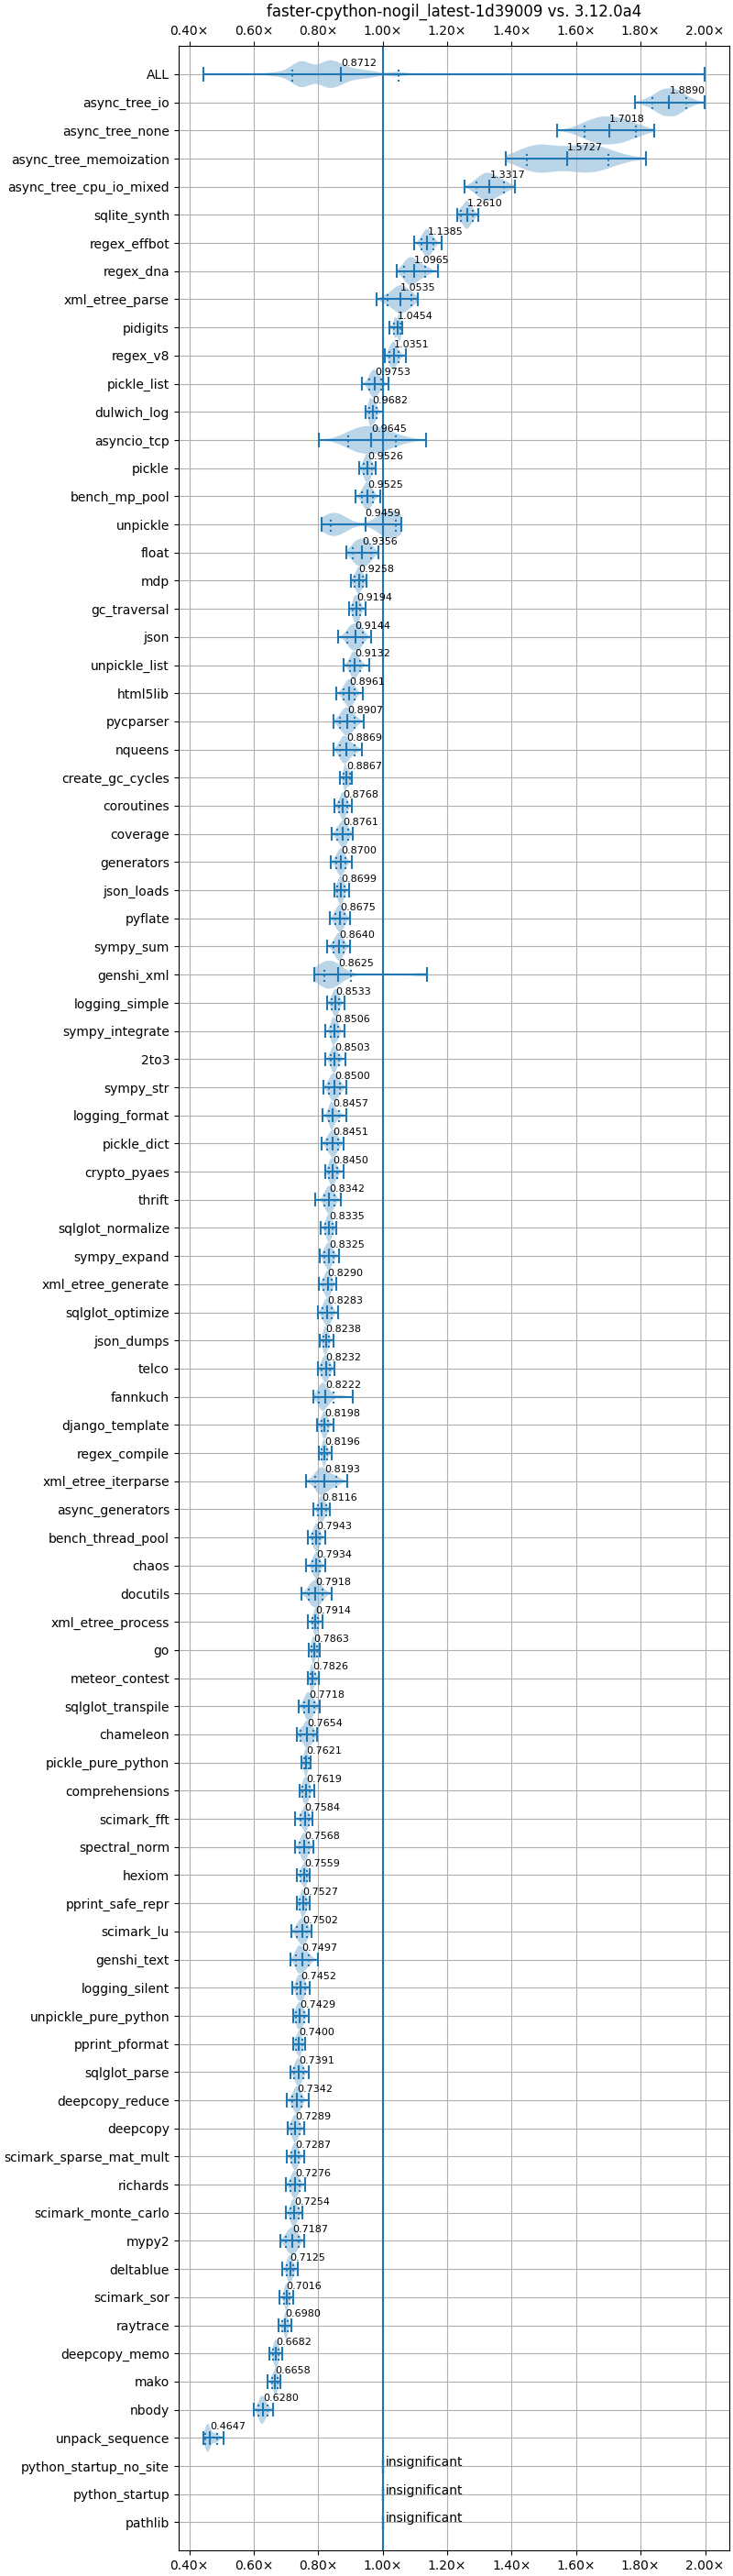 faster-cpython-nogil_latest-1d39009 vs. 3.12.0a4
0.40× 0.60× 0.80× 1.00× 1.20× 1.40× 1.60× 1.80× 2.00×
ALL 0.8712
async_tree_io 1.8890
async_tree_none 1.7018
async_tree_memoization 1.5727
async_tree_cpu_io_mixed 1.3317
sqlite_synth 1.2610
regex_effbot 1.1385
regex_dna 1.0965
xml_etree_parse 1.0535
pidigits 1.0454
regex_v8 1.0351
pickle_list 0.9753
dulwich_log 0.9682
asyncio_tcp 0.9645
pickle 0.9526
bench_mp_pool 0.9525
unpickle 0.9459
float 0.9356
mdp 0.9258
gc_traversal 0.9194
json 0.9144
unpickle_list 0.9132
html5lib 0.8961
pycparser 0.8907
nqueens 0.8869
create_gc_cycles 0.8867
coroutines 0.8768
coverage 0.8761
generators 0.8700
json_loads 0.8699
pyflate 0.8675
sympy_sum 0.8640
genshi_xml 0.8625
logging_simple 0.8533
sympy_integrate 0.8506
2to3 0.8503
sympy_str 0.8500
logging_format 0.8457
pickle_dict 0.8451
crypto_pyaes 0.8450
thrift 0.8342
sqlglot_normalize 0.8335
sympy_expand 0.8325
xml_etree_generate 0.8290
sqlglot_optimize 0.8283
json_dumps 0.8238
telco 0.8232
fannkuch 0.8222
django_template 0.8198
regex_compile 0.8196
xml_etree_iterparse 0.8193
async_generators 0.8116
bench_thread_pool 0.7943
chaos 0.7934
docutils 0.7918
xml_etree_process 0.7914
go 0.7863
meteor_contest 0.7826
sqlglot_transpile 0.7718
chameleon 0.7654
pickle_pure_python 0.7621
comprehensions 0.7619
scimark_fft 0.7584
spectral_norm 0.7568
hexiom 0.7559
pprint_safe_repr 0.7527
scimark_lu 0.7502
genshi_text 0.7497
logging_silent 0.7452
unpickle_pure_python 0.7429
pprint_pformat 0.7400
sqlglot_parse 0.7391
deepcopy_reduce 0.7342
deepcopy 0.7289
scimark_sparse_mat_mult 0.7287
richards 0.7276
scimark_monte_carlo 0.7254
mypy2 0.7187
deltablue 0.7125
scimark_sor 0.7016
raytrace 0.6980
deepcopy_memo 0.6682
mako 0.6658
nbody 0.6280
unpack_sequence 0.4647
python_startup_no_site insignificant
python_startup insignificant
pathlib insignificant
0.40× 0.60× 0.80× 1.00× 1.20× 1.40× 1.60× 1.80× 2.00×